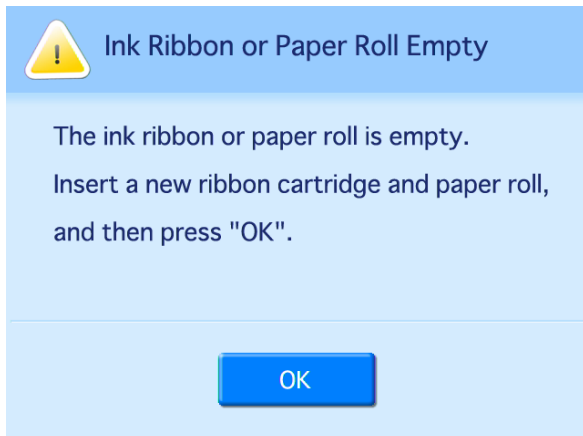 Ink Ribbon or Paper Roll Empty
The ink ribbon or paper roll is empty.
Insert a new ribbon cartridge and paper roll,
and then press "OK".
OK